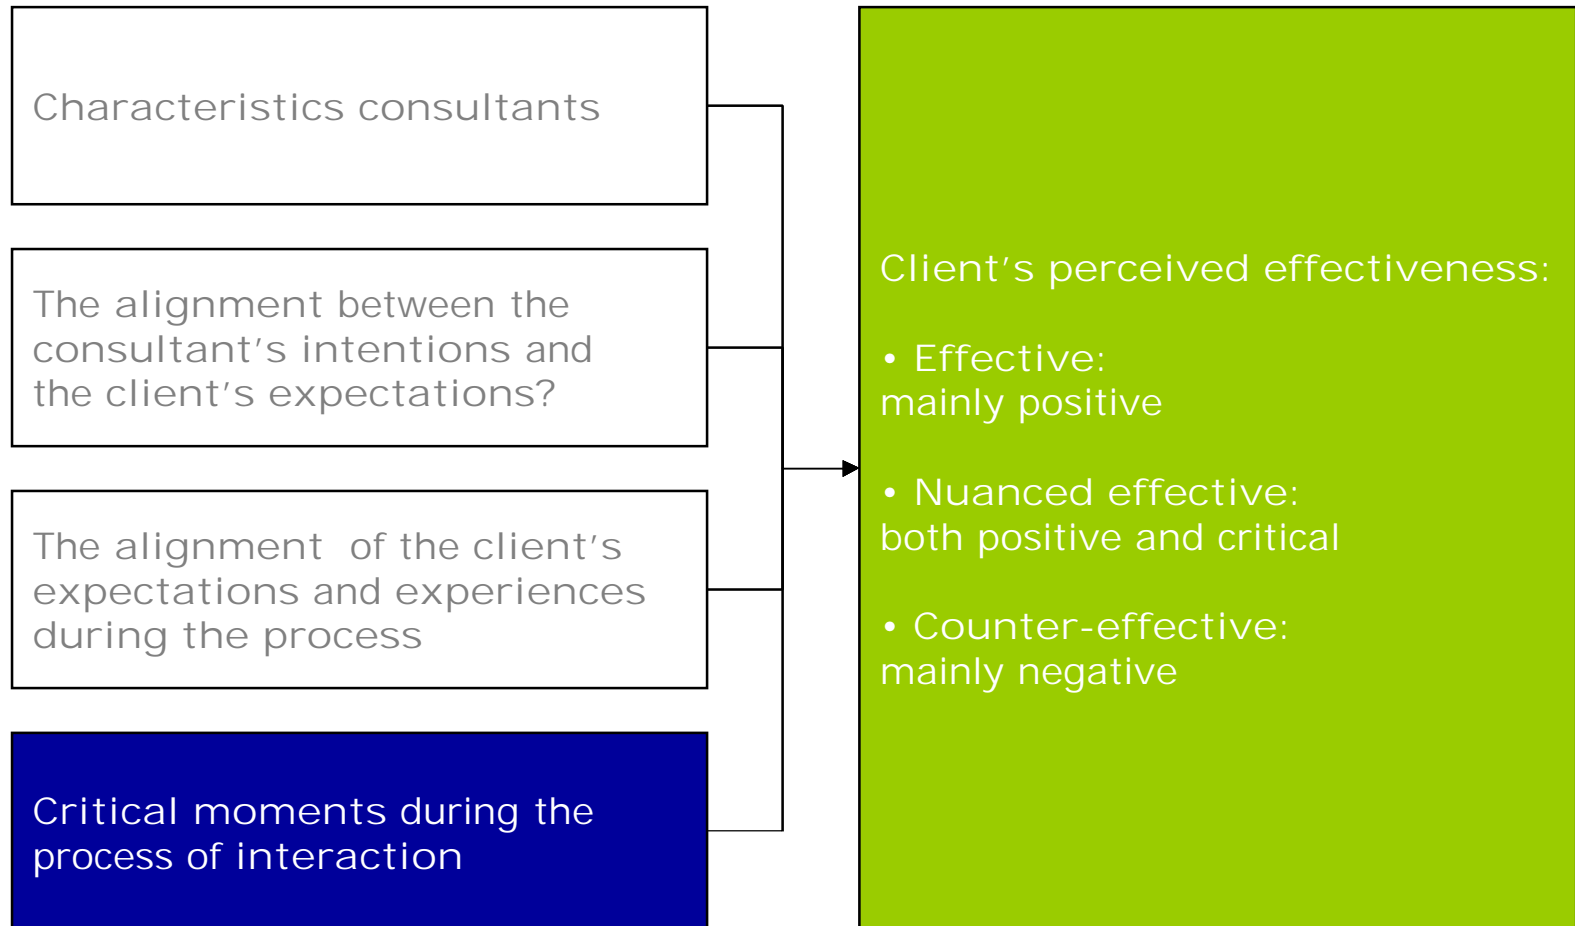 Characteristics consultants
The alignment between the
consultant's intentions and
the client's expectations?
The alignment  of the client's
expectations and experiences
during the process
Critical moments during the
process of interaction
Client's perceived effectiveness:
• Effective:
mainly positive
• Nuanced effective:
both positive and critical
• Counter-effective:
mainly negative